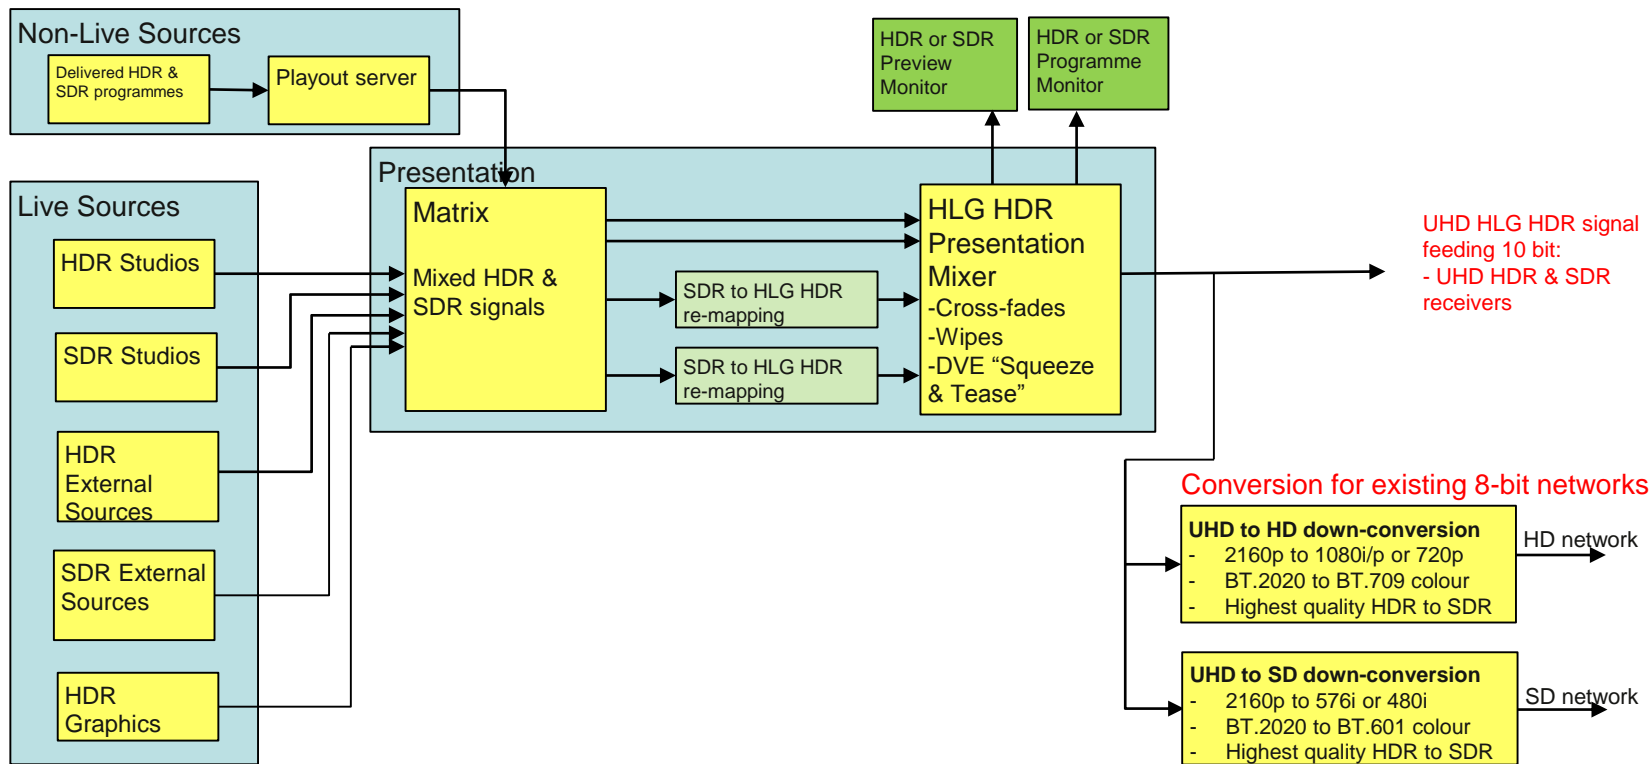 Non-Live Sources
Delivered HDR &
SDR programmes
Playout server
HDR or SDR
Preview
Monitor
HDR or SDR
Programme
Monitor
Live Sources
HDR Studios
SDR Studios
HDR
External
Sources
SDR External
Sources
HDR
Graphics
Presentation
Matrix
Mixed HDR &
SDR signals
SDR to HLG HDR
re-mapping
SDR to HLG HDR
re-mapping
HLG HDR
Presentation
Mixer
-Cross-fades
-Wipes
-DVE “Squeeze
& Tease”
UHD HLG HDR signal
feeding 10 bit:
- UHD HDR & SDR
receivers
Conversion for existing 8-bit networks
UHD to HD down-conversion
- 2160p to 1080i/p or 720p
- BT.2020 to BT.709 colour
- Highest quality HDR to SDR
HD network
UHD to SD down-conversion
- 2160p to 576i or 480i
- BT.2020 to BT.601 colour
- Highest quality HDR to SDR
SD network